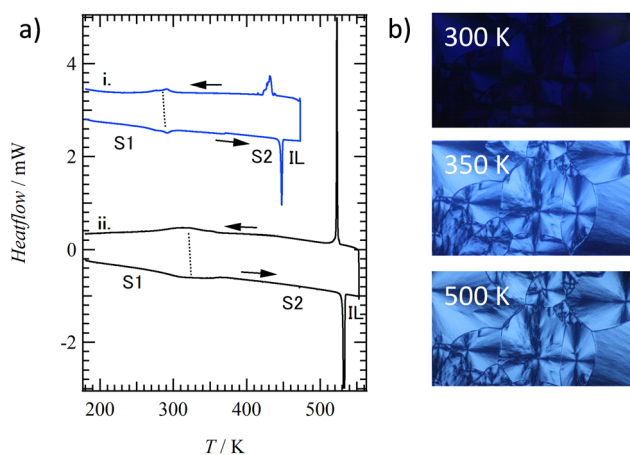 a)
b)
4
2
0
-2
Heatflow / mW
i.
S1
S2
IL
ii.
S1
S2
IL
200
300
400
500
T / K
300 K
350 K
500 K